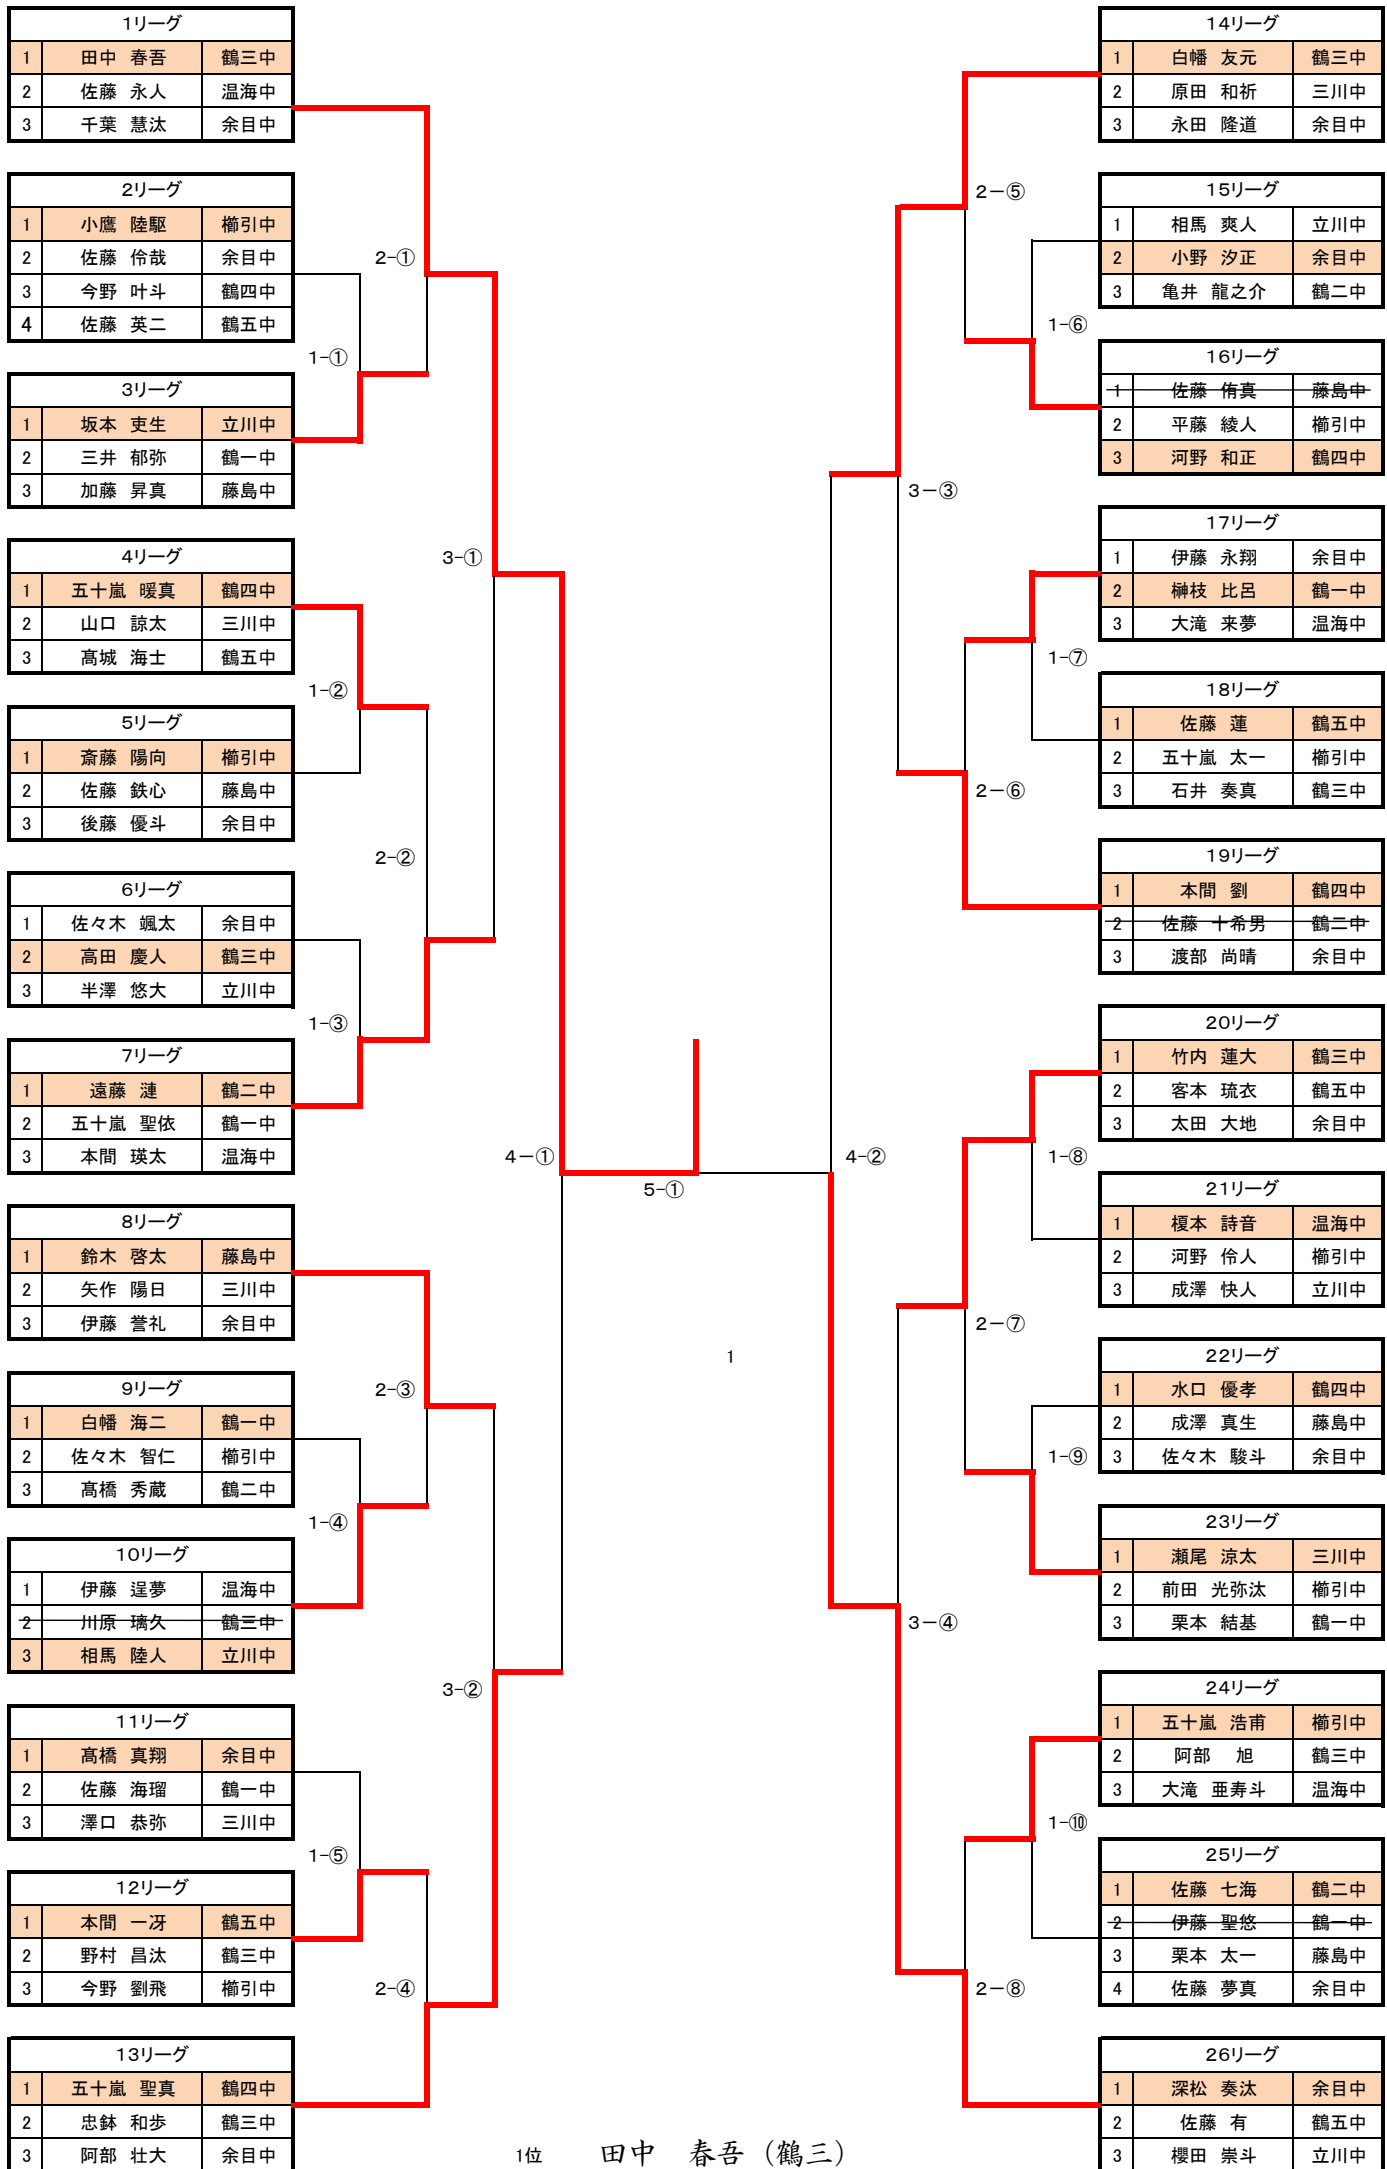 1リーグ
1 田中 春吾 鶴三中
2 佐藤 永人 温海中
3 千葉 慧汰 余目中
2リーグ
1 小鷹 陸駆 櫛引中
2 佐藤 伶哉 余目中
3 今野 叶斗 鶴四中
4 佐藤 英二 鶴五中
2-①
1-①
3リーグ
1 坂本 吏生 立川中
2 三井 郁弥 鶴一中
3 加藤 昇真 藤島中
3-①
4リーグ
1 五十嵐 暖真 鶴四中
2 山口 諒太 三川中
3 髙城 海士 鶴五中
1-②
5リーグ
1 斎藤 陽向 櫛引中
2 佐藤 鉄心 藤島中
3 後藤 優斗 余目中
2-②
6リーグ
1 佐々木 颯太 余目中
2 高田 慶人 鶴三中
3 半澤 悠大 立川中
1-③
7リーグ
1 遠藤 漣 鶴二中
2 五十嵐 聖依 鶴一中
3 本間 瑛太 温海中
4－①
5-①
8リーグ
1 鈴木 啓太 藤島中
2 矢作 陽日 三川中
3 伊藤 誉礼 余目中
2-③
9リーグ
1 白幡 海二 鶴一中
2 佐々木 智仁 櫛引中
3 髙橋 秀蔵 鶴二中
1-④
10リーグ
1 伊藤 逞夢 温海中
2 川原 璃久 鶴三中
3 相馬 陸人 立川中
3-②
11リーグ
1 髙橋 真翔 余目中
2 佐藤 海瑠 鶴一中
3 澤口 恭弥 三川中
1-⑤
12リーグ
1 本間 一冴 鶴五中
2 野村 昌汰 鶴三中
3 今野 劉飛 櫛引中
2-④
13リーグ
1 五十嵐 聖真 鶴四中
2 忠鉢 和歩 鶴三中
3 阿部 壮大 余目中
14リーグ
1 白幡 友元 鶴三中
2 原田 和祈 三川中
3 永田 隆道 余目中
2－⑤
15リーグ
1 相馬 爽人 立川中
2 小野 汐正 余目中
3 亀井 龍之介 鶴二中
1-⑥
16リーグ
1 佐藤 侑真 藤島中
2 平藤 綾人 櫛引中
3 河野 和正 鶴四中
3－③
17リーグ
1 伊藤 永翔 余目中
2 榊枝 比呂 鶴一中
3 大滝 来夢 温海中
1-⑦
18リーグ
1 佐藤 蓮 鶴五中
2 五十嵐 太一 櫛引中
3 石井 奏真 鶴三中
2－⑥
19リーグ
1 本間 劉 鶴四中
2 佐藤 十希男 鶴二中
3 渡部 尚晴 余目中
20リーグ
1 竹内 蓮大 鶴三中
2 客本 琉衣 鶴五中
3 太田 大地 余目中
4-②
1-⑧
21リーグ
1 榎本 詩音 温海中
2 河野 伶人 櫛引中
3 成澤 快人 立川中
2－⑦
1
22リーグ
1 水口 優孝 鶴四中
2 成澤 真生 藤島中
3 佐々木 駿斗 余目中
1-⑨
23リーグ
1 瀬尾 涼太 三川中
2 前田 光弥汰 櫛引中
3 栗本 結基 鶴一中
3－④
24リーグ
1 五十嵐 浩甫 櫛引中
2 阿部 旭 鶴三中
3 大滝 亜寿斗 温海中
1-⑩
25リーグ
1 佐藤 七海 鶴二中
2 伊藤 聖悠 鶴一中
3 栗本 太一 藤島中
4 佐藤 夢真 余目中
2－⑧
26リーグ
1 深松 奏汰 余目中
2 佐藤 有 鶴五中
3 櫻田 崇斗 立川中
1位 田中 春吾（鶴三）